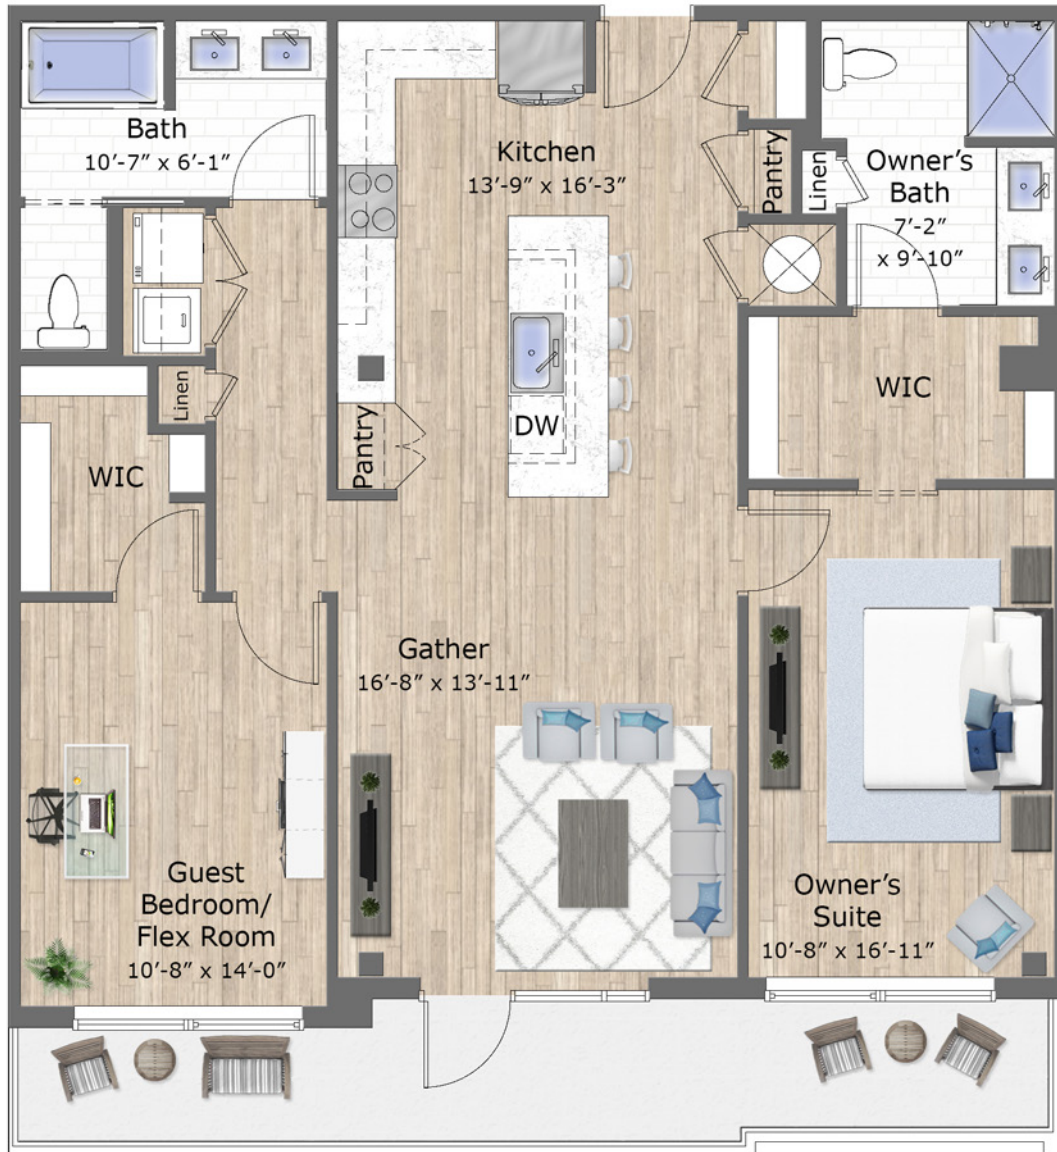 Bath
10’-7” x 6’-1”
Kitchen
13’-9” x 16’-3”
Pantry
Linen
Owner’s
Bath
7’-2”
x 9’-10”
Linen
WIC
Pantry
DW
WIC
Gather
16’-8” x 13’-11”
Guest
Bedroom/
Flex Room
10’-8” x 14’-0”
Owner’s
Suite
10’-8” x 16’-11”